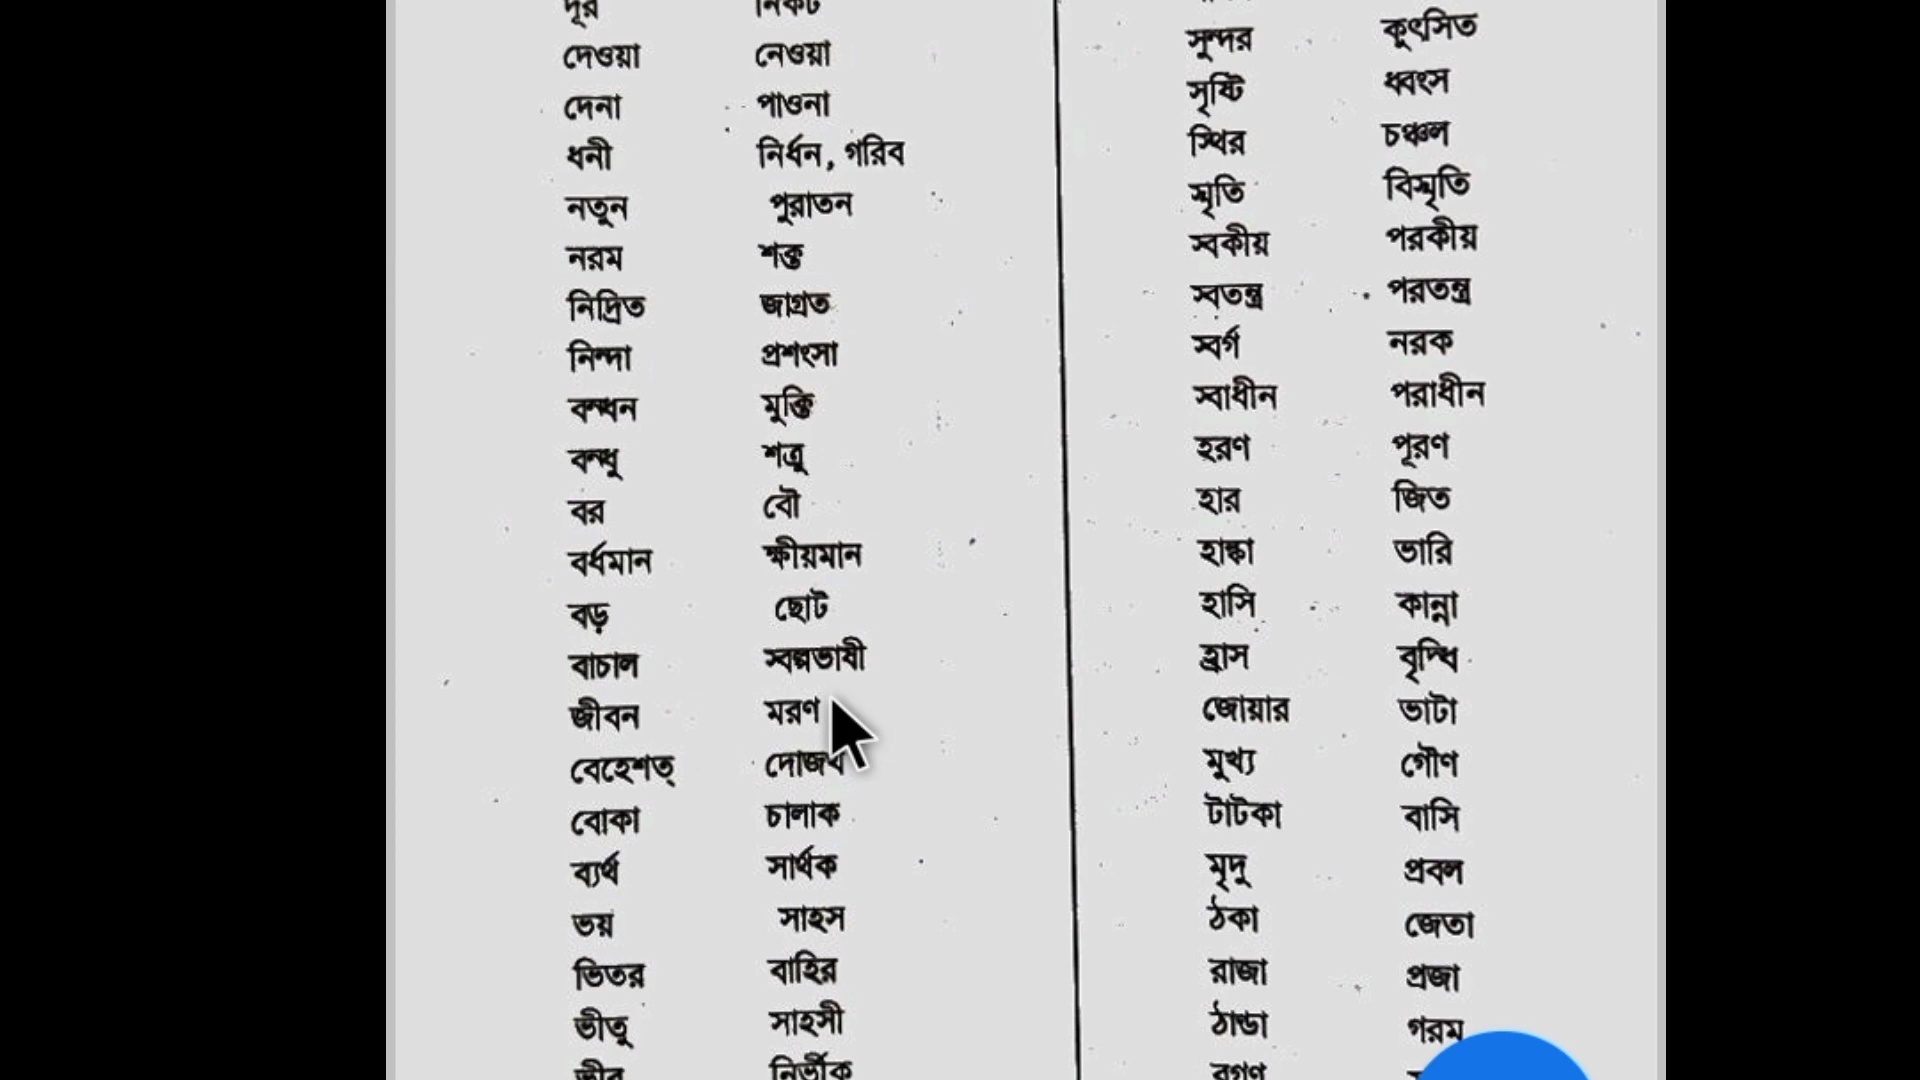 দূর নিকট
দেওয়া নেওয়া
দেনা পাওনা
ধনী নির্ধন, গরিব
নতুন পুরাতন
নরম শক্ত
নিদ্রিত জাগ্রত
নিন্দা প্রশংসা
বন্ধন মুক্তি
বন্ধু শত্রু
বর বৌ
বর্ধমান ক্ষীয়মান
বড় ছোট
বাচাল স্বল্পভাষী
জীবন মরণ
বেহেশত্ দোজখ
বোকা চালাক
ব্যর্থ সার্থক
ভয় সাহস
ভিতর বাহির
ভীতু সাহসী
নির্ভীক
সুন্দর কুৎসিত
সৃষ্টি ধ্বংস
স্থির চঞ্চল
স্মৃতি বিস্মৃতি
স্বকীয় পরকীয়
স্বতন্ত্র পরতন্ত্র
স্বর্গ নরক
স্বাধীন পরাধীন
হরণ পূরণ
হার জিত
হাল্কা ভারি
হাসি কান্না
হ্রাস বৃদ্ধি
জোয়ার ভাটা
মুখ্য গৌণ
টাটকা বাসি
মৃদু প্রবল
ঠকা জেতা
রাজা প্রজা
ঠান্ডা গরম